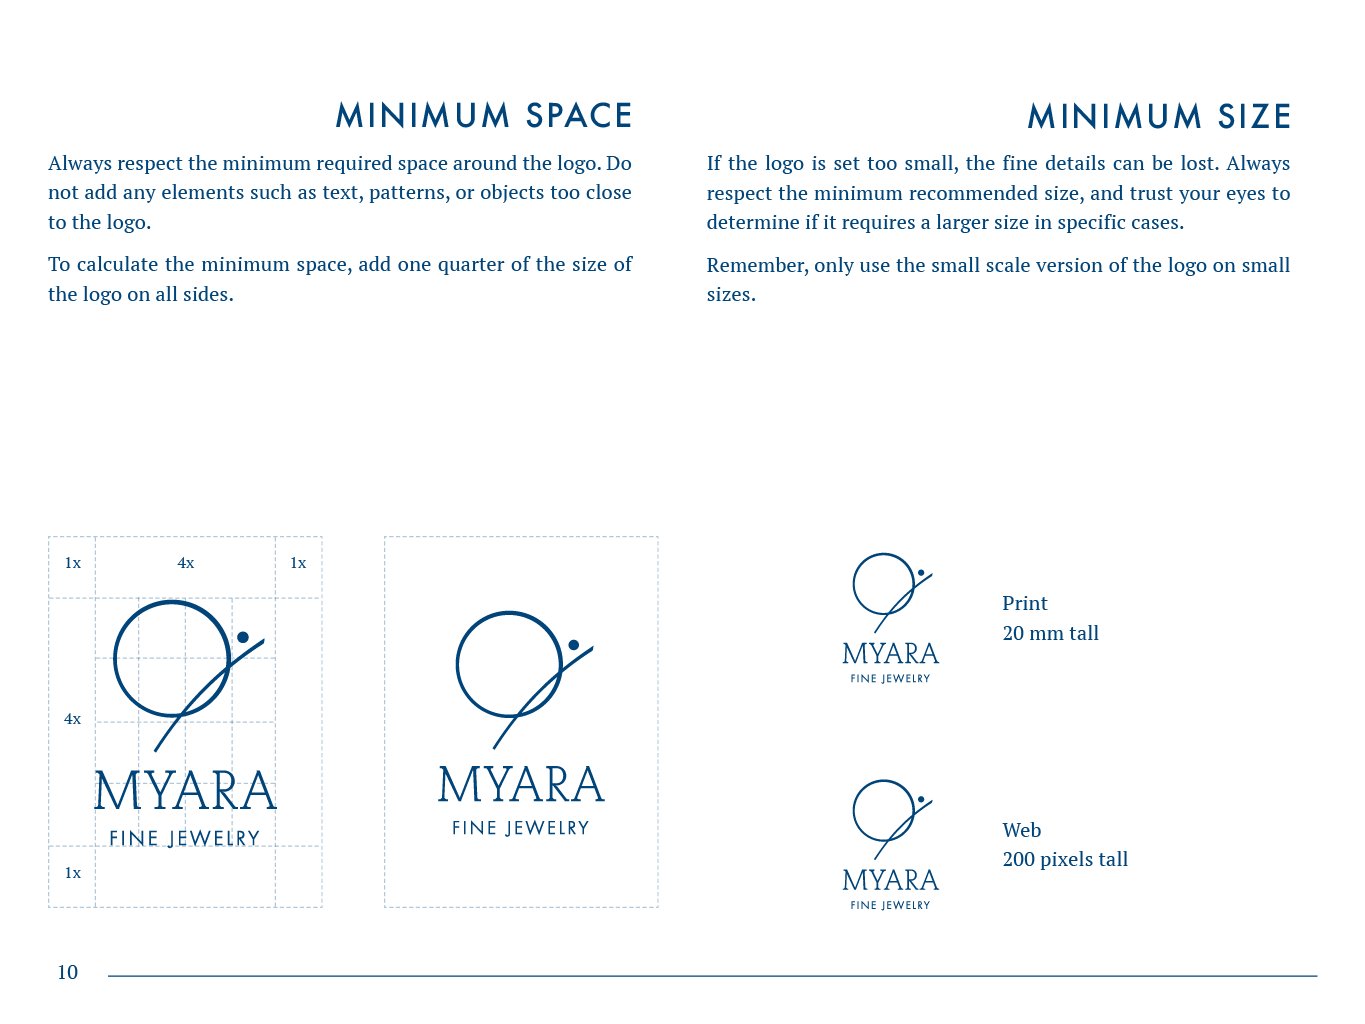 MINIMUM SPACE
Always respect the minimum required space around the logo. Do
not add any elements such as text, patterns, or objects too close
to the logo.
To calculate the minimum space, add one quarter of the size of
the logo on all sides.
MINIMUM SIZE
If the logo is set too small, the fine details can be lost. Always
respect the minimum recommended size, and trust your eyes to
determine if it requires a larger size in specific cases.
Remember, only use the small scale version of the logo on small
sizes.
1x 4x 1x
4x
MYARA
FINE JEWELRY
1x
MYARA
FINE JEWELRY
MYARA
FINE JEWELRY
Print
20 mm tall
MYARA
FINE JEWELRY
Web
200 pixels tall
10